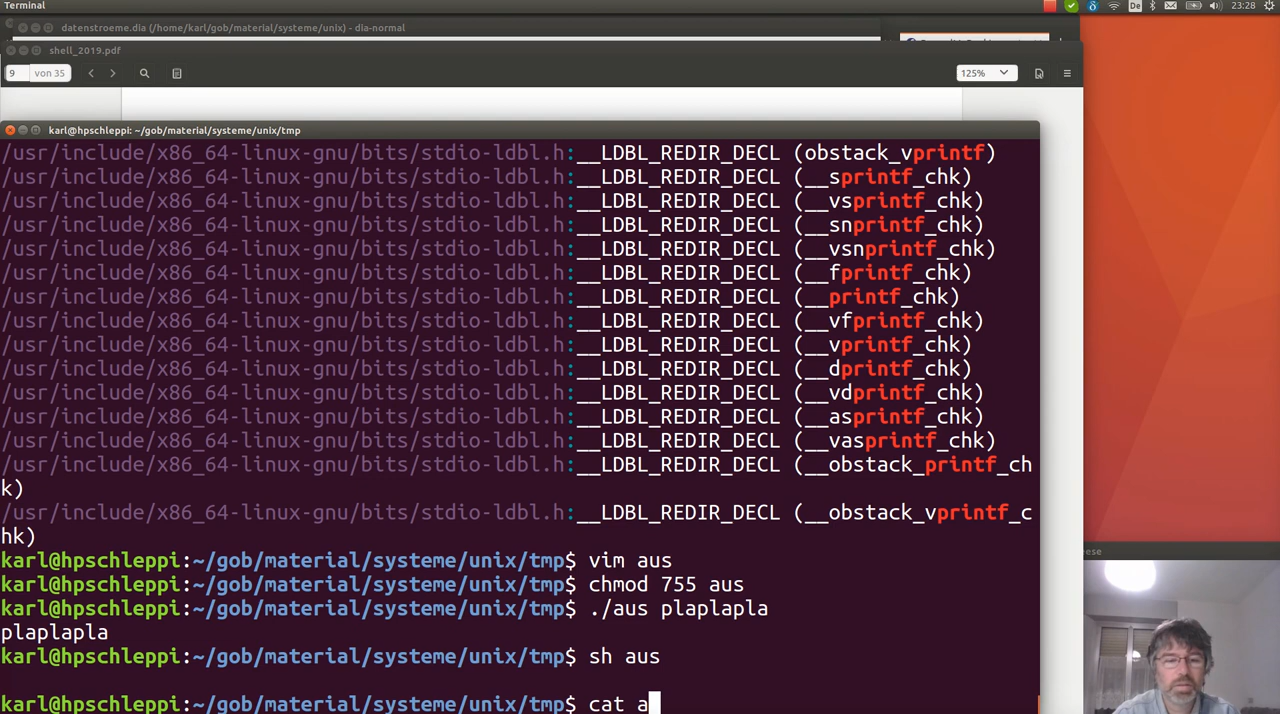 Terminal
De
23:28
datenstroeme.dia (/home/karl/gob/material/systeme/unix) - dia-normal
shell_2019.pdf
9 von 35
125%
karl@hpschleppi: ~/gob/material/systeme/unix/tmp
/usr/include/x86_64-linux-gnu/bits/stdio-ldbl.h:__LDBL_REDIR_DECL (obstack_vprintf)
/usr/include/x86_64-linux-gnu/bits/stdio-ldbl.h:__LDBL_REDIR_DECL (__sprintf_chk)
/usr/include/x86_64-linux-gnu/bits/stdio-ldbl.h:__LDBL_REDIR_DECL (__vsprintf_chk)
/usr/include/x86_64-linux-gnu/bits/stdio-ldbl.h:__LDBL_REDIR_DECL (__snprintf_chk)
/usr/include/x86_64-linux-gnu/bits/stdio-ldbl.h:__LDBL_REDIR_DECL (__vsnprintf_chk)
/usr/include/x86_64-linux-gnu/bits/stdio-ldbl.h:__LDBL_REDIR_DECL (__fprintf_chk)
/usr/include/x86_64-linux-gnu/bits/stdio-ldbl.h:__LDBL_REDIR_DECL (__printf_chk)
/usr/include/x86_64-linux-gnu/bits/stdio-ldbl.h:__LDBL_REDIR_DECL (__vfprintf_chk)
/usr/include/x86_64-linux-gnu/bits/stdio-ldbl.h:__LDBL_REDIR_DECL (__vprintf_chk)
/usr/include/x86_64-linux-gnu/bits/stdio-ldbl.h:__LDBL_REDIR_DECL (__dprintf_chk)
/usr/include/x86_64-linux-gnu/bits/stdio-ldbl.h:__LDBL_REDIR_DECL (__vdprintf_chk)
/usr/include/x86_64-linux-gnu/bits/stdio-ldbl.h:__LDBL_REDIR_DECL (__asprintf_chk)
/usr/include/x86_64-linux-gnu/bits/stdio-ldbl.h:__LDBL_REDIR_DECL (__vasprintf_chk)
/usr/include/x86_64-linux-gnu/bits/stdio-ldbl.h:__LDBL_REDIR_DECL (__obstack_printf_ch
k)
/usr/include/x86_64-linux-gnu/bits/stdio-ldbl.h:__LDBL_REDIR_DECL (__obstack_vprintf_c
hk)
karl@hpschleppi:~/gob/material/systeme/unix/tmp$ vim aus
karl@hpschleppi:~/gob/material/systeme/unix/tmp$ chmod 755 aus
karl@hpschleppi:~/gob/material/systeme/unix/tmp$ ./aus plaplapla
plaplapla
karl@hpschleppi:~/gob/material/systeme/unix/tmp$ sh aus
karl@hpschleppi:~/gob/material/systeme/unix/tmp$ cat a